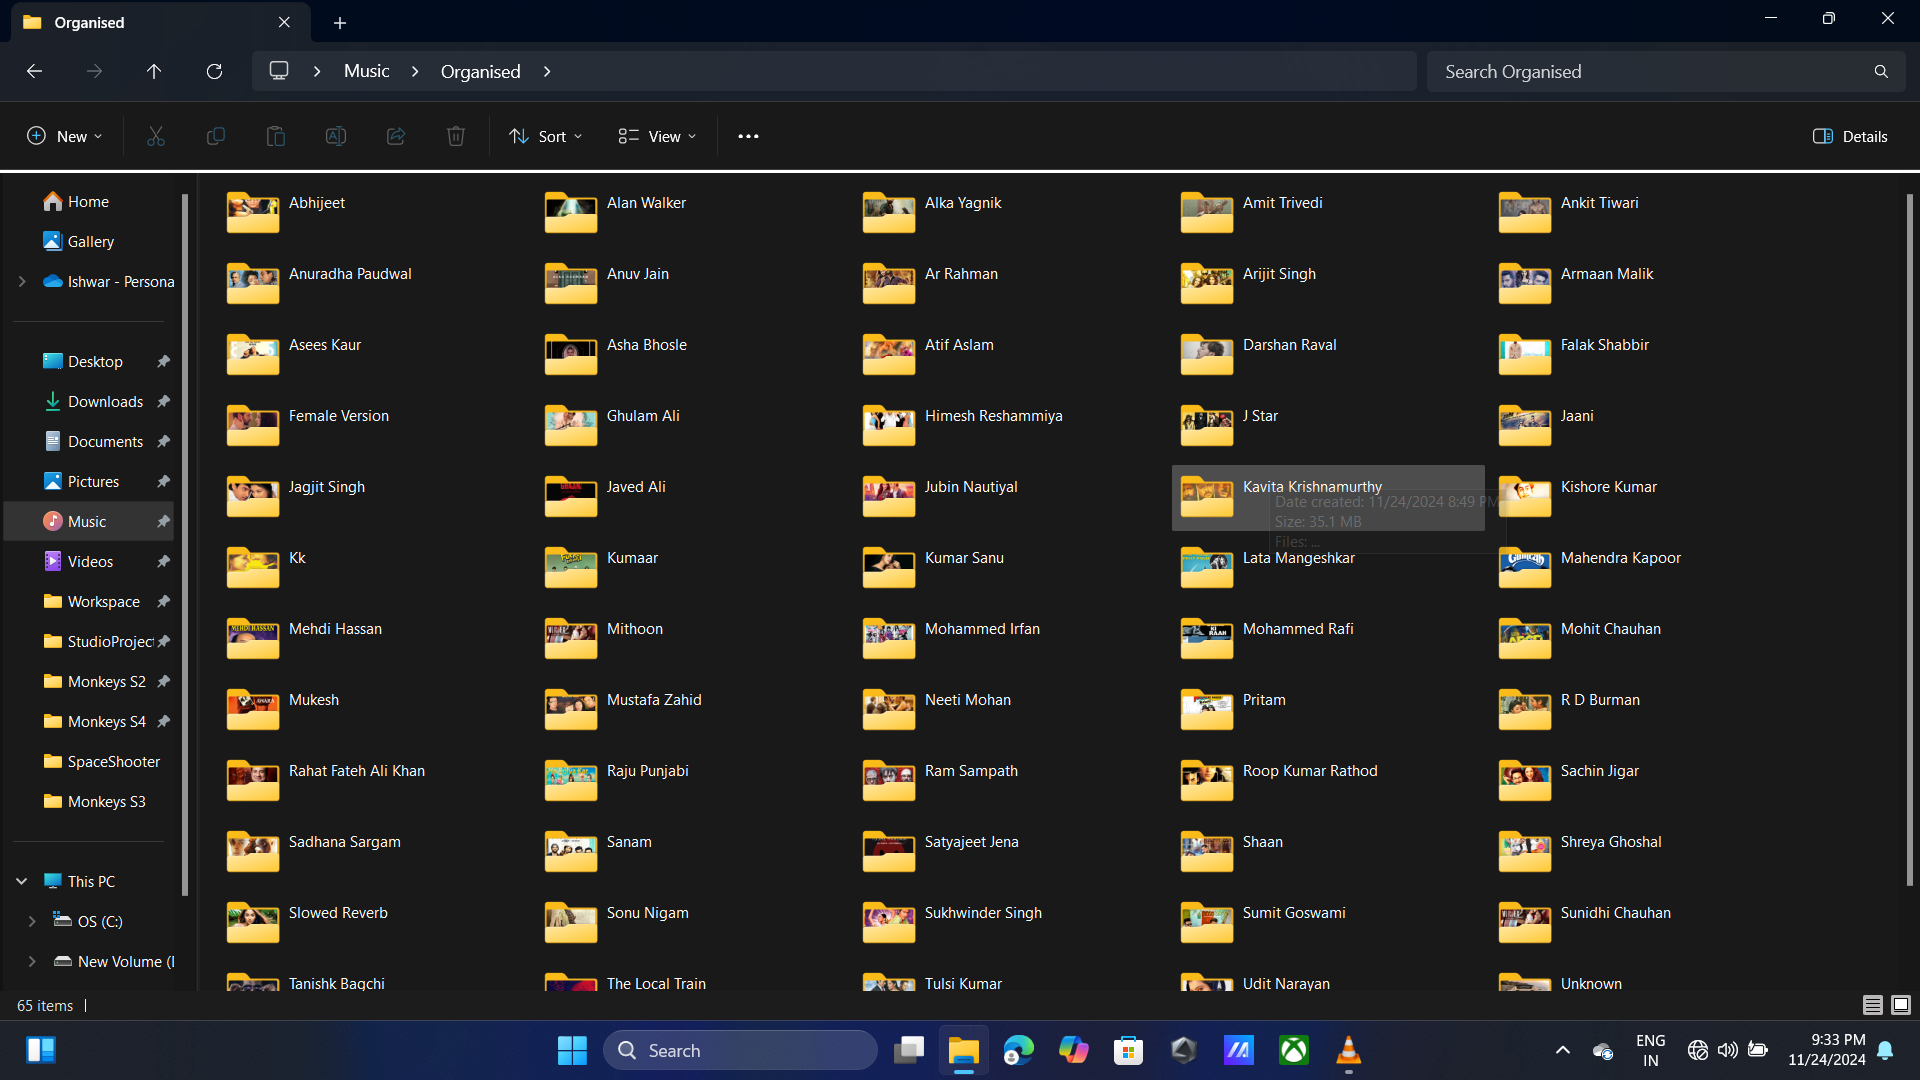 Organised
Music
Organised
Search Organised
New
Sort
View
Details
Home
Gallery
Ishwar - Persona
Desktop
Downloads
Documents
Pictures
Music
Videos
Workspace
StudioProject
Monkeys S2
Monkeys S4
SpaceShooter
Monkeys S3
This PC
OS (C:)
New Volume (I
Abhijeet
Alan Walker
Alka Yagnik
Amit Trivedi
Ankit Tiwari
Anuradha Paudwal
Anuv Jain
Ar Rahman
Arijit Singh
Armaan Malik
Asees Kaur
Asha Bhosle
Atif Aslam
Darshan Raval
Falak Shabbir
Female Version
Ghulam Ali
Himesh Reshammiya
J Star
Jaani
Jagjit Singh
Javed Ali
Jubin Nautiyal
Kavita Krishnamurthy
Date created: 11/24/2024 8:49 PM
Size: 35.1 MB
Files: ...
Kishore Kumar
Kk
Kumaar
Kumar Sanu
Lata Mangeshkar
Mahendra Kapoor
Mehdi Hassan
Mithoon
Mohammed Irfan
Mohammed Rafi
Mohit Chauhan
Mukesh
Mustafa Zahid
Neeti Mohan
Pritam
R D Burman
Rahat Fateh Ali Khan
Raju Punjabi
Ram Sampath
Roop Kumar Rathod
Sachin Jigar
Sadhana Sargam
Sanam
Satyajeet Jena
Shaan
Shreya Ghoshal
Slowed Reverb
Sonu Nigam
Sukhwinder Singh
Sumit Goswami
Sunidhi Chauhan
Tanishk Bagchi
The Local Train
Tulsi Kumar
Udit Narayan
Unknown
65 items
Search
ENG
IN
9:33 PM
11/24/2024